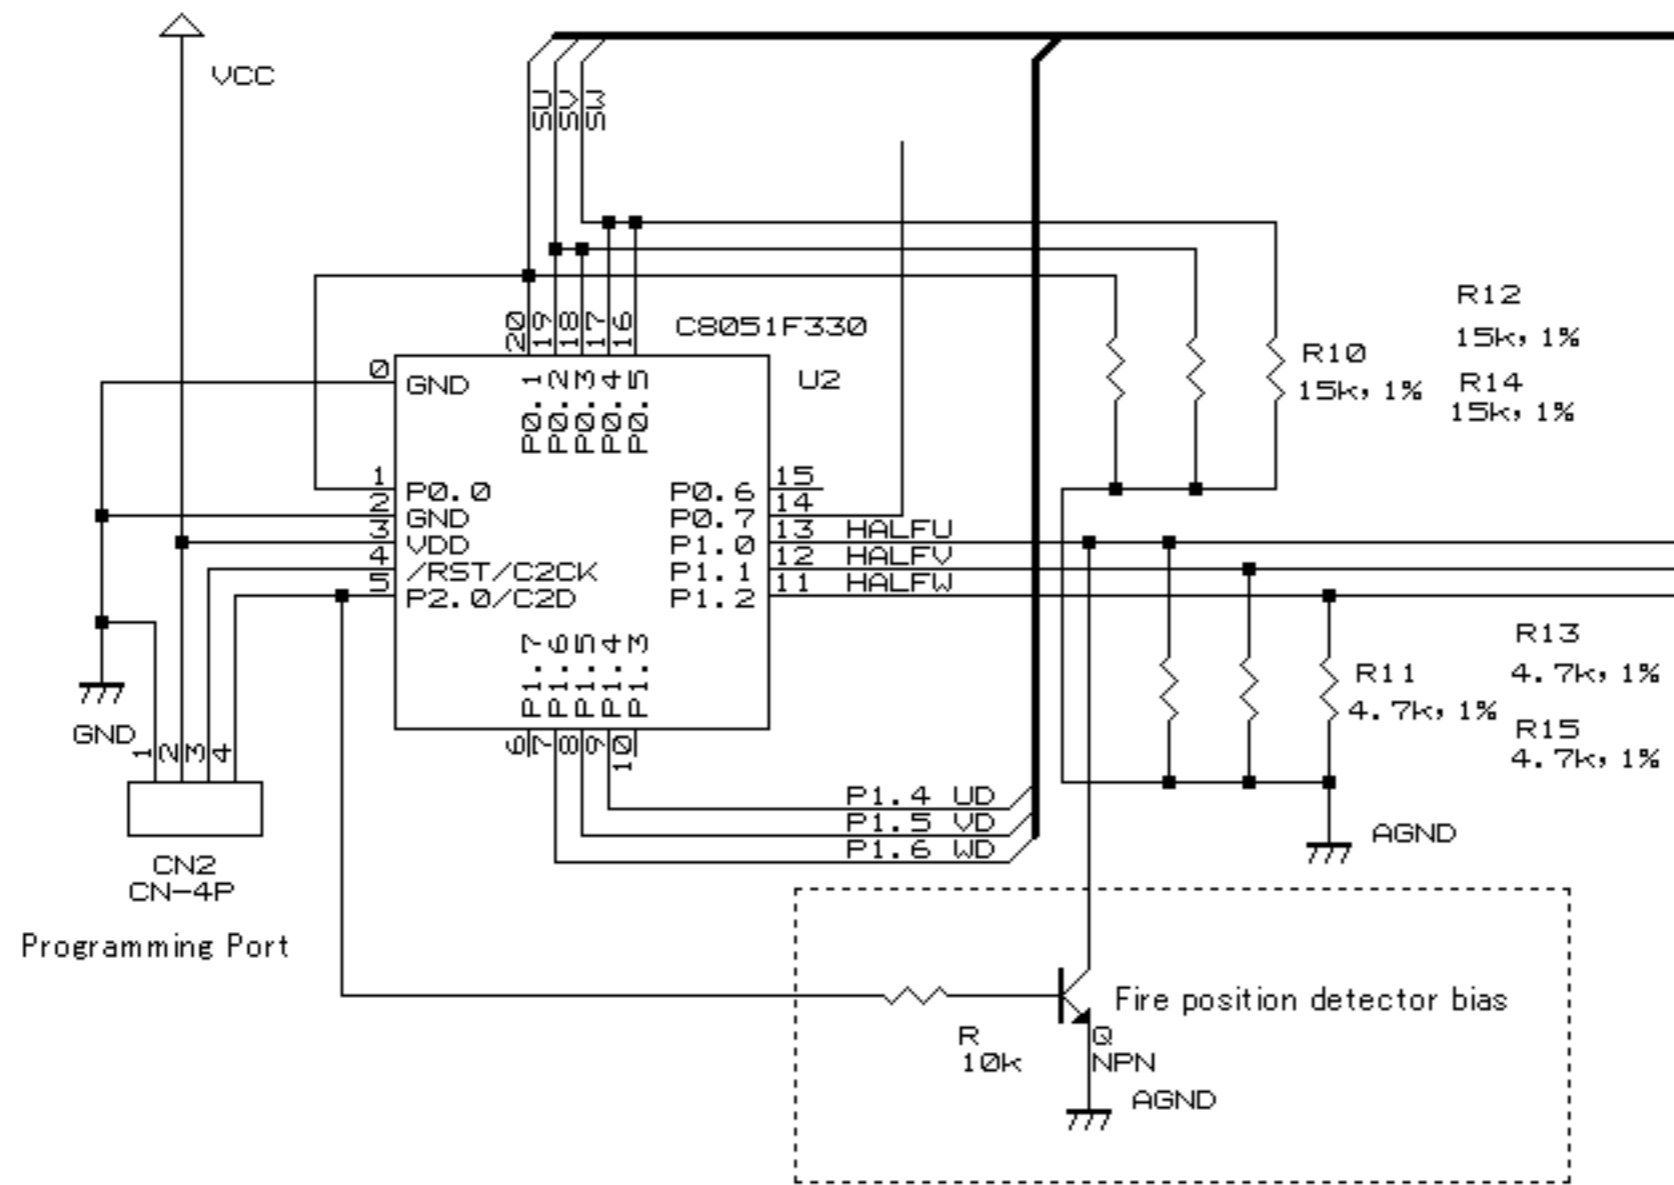 VCC
SU
SV
SW
C8051F330
U2
20
19
18
17
16
P0.1
P0.2
P0.3
P0.4
P0.5
0
GND
1
P0.0
2
GND
3
VDD
4
/RST/C2CK
5
P2.0/C2D
P0.6
15
P0.7
14
P1.0
13
HALFU
P1.1
12
HALFV
P1.2
11
HALFW
P1.7
P1.6
P1.5
P1.4
P1.3
6
7
8
9
10
P1.4 UD
P1.5 VD
P1.6 WD
R12
15k, 1%
R10
15k, 1%
R14
15k, 1%
R13
4.7k, 1%
R11
4.7k, 1%
R15
4.7k, 1%
AGND
GND
1
2
3
4
CN2
CN-4P
Programming Port
Fire position detector bias
R
10k
Q
NPN
AGND